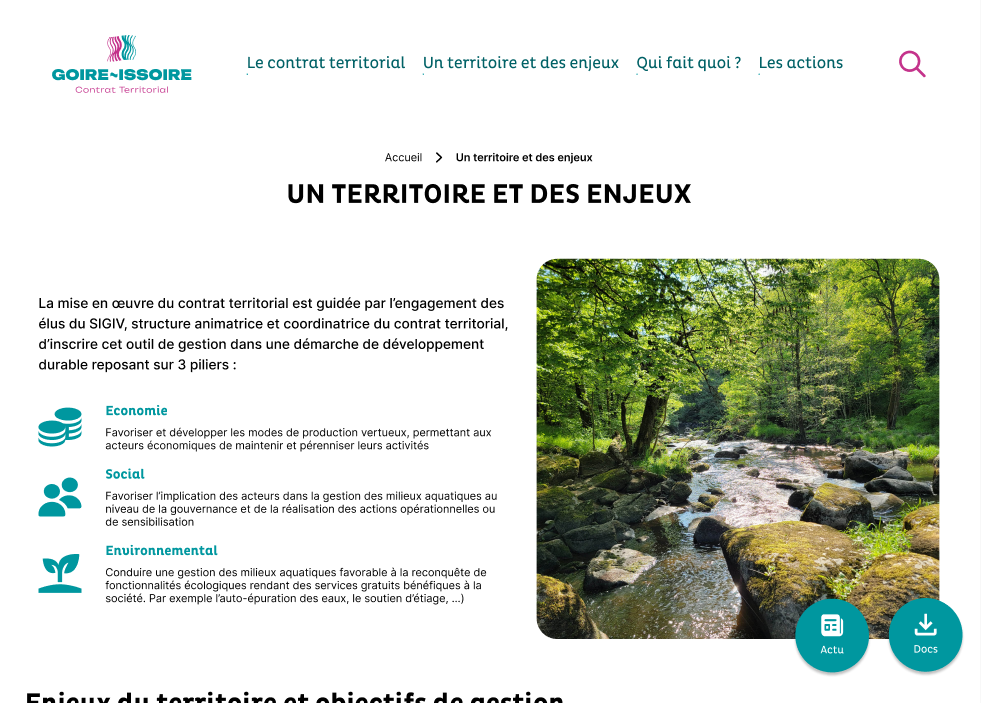 GOIRE~ISSOIRE
Contrat Territorial
Le contrat territorial
Un territoire et des enjeux
Qui fait quoi ?
Les actions
Accueil
Un territoire et des enjeux
UN TERRITOIRE ET DES ENJEUX
La mise en œuvre du contrat territorial est guidée par l’engagement des
élus du SIGIV, structure animatrice et coordinatrice du contrat territorial,
d’inscrire cet outil de gestion dans une démarche de développement
durable reposant sur 3 piliers :
Economie
Favoriser et développer les modes de production vertueux, permettant aux
acteurs économiques de maintenir et pérenniser leurs activités
Social
Favoriser l’implication des acteurs dans la gestion des milieux aquatiques au
niveau de la gouvernance et de la réalisation des actions opérationnelles ou
de sensibilisation
Environnemental
Conduire une gestion des milieux aquatiques favorable à la reconquête de
fonctionnalités écologiques rendant des services gratuits bénéfiques à la
société. Par exemple l’auto-épuration des eaux, le soutien d’étiage, ...)
Actu
Docs
Enjeux du territoire et objectifs de gestion